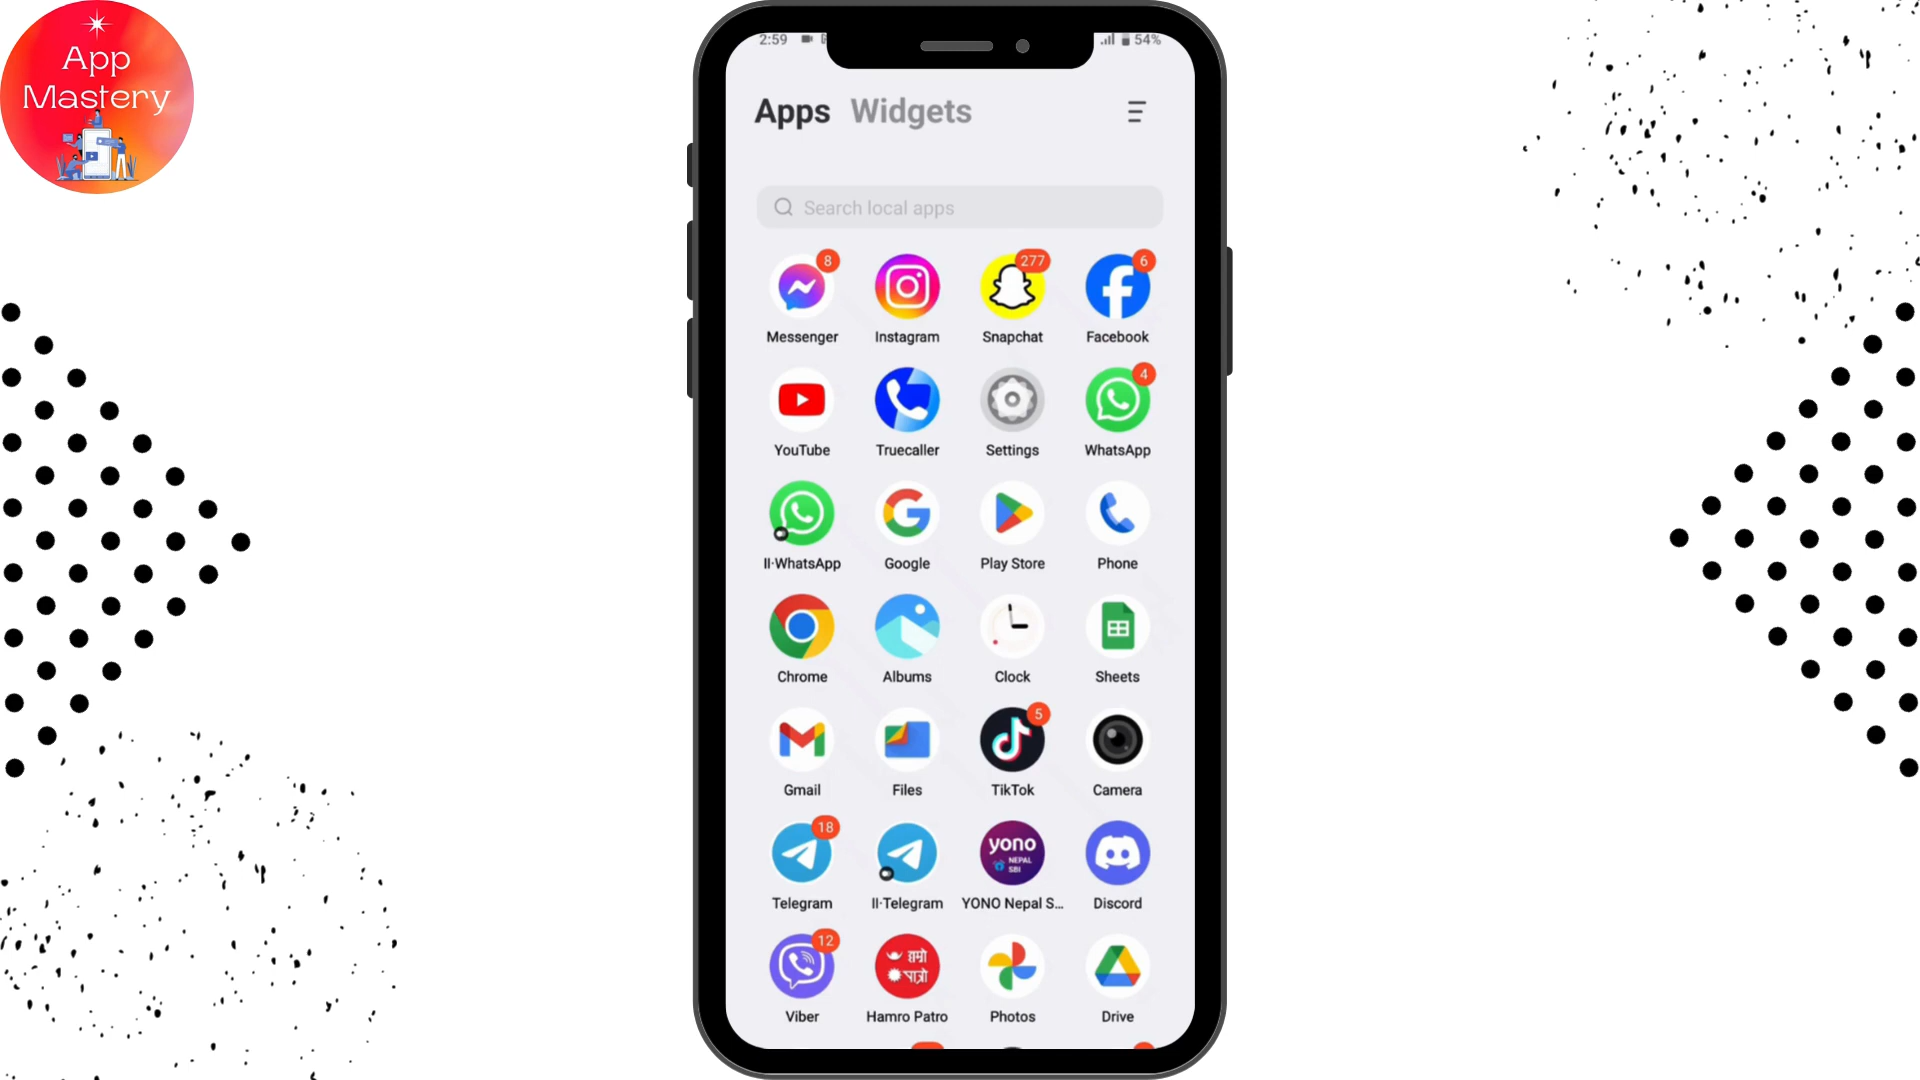 App
Mastery
2:59
54%
Apps Widgets
Search local apps
8
277
6
Messenger Instagram Snapchat Facebook
4
YouTube Truecaller Settings WhatsApp
II·WhatsApp Google Play Store Phone
Chrome Albums Clock Sheets
5
Gmail Files TikTok Camera
18
yono
NEPAL
SBI
Telegram II·Telegram YONO Nepal S... Discord
12
हाम्रो
पात्रो
Viber Hamro Patro Photos Drive